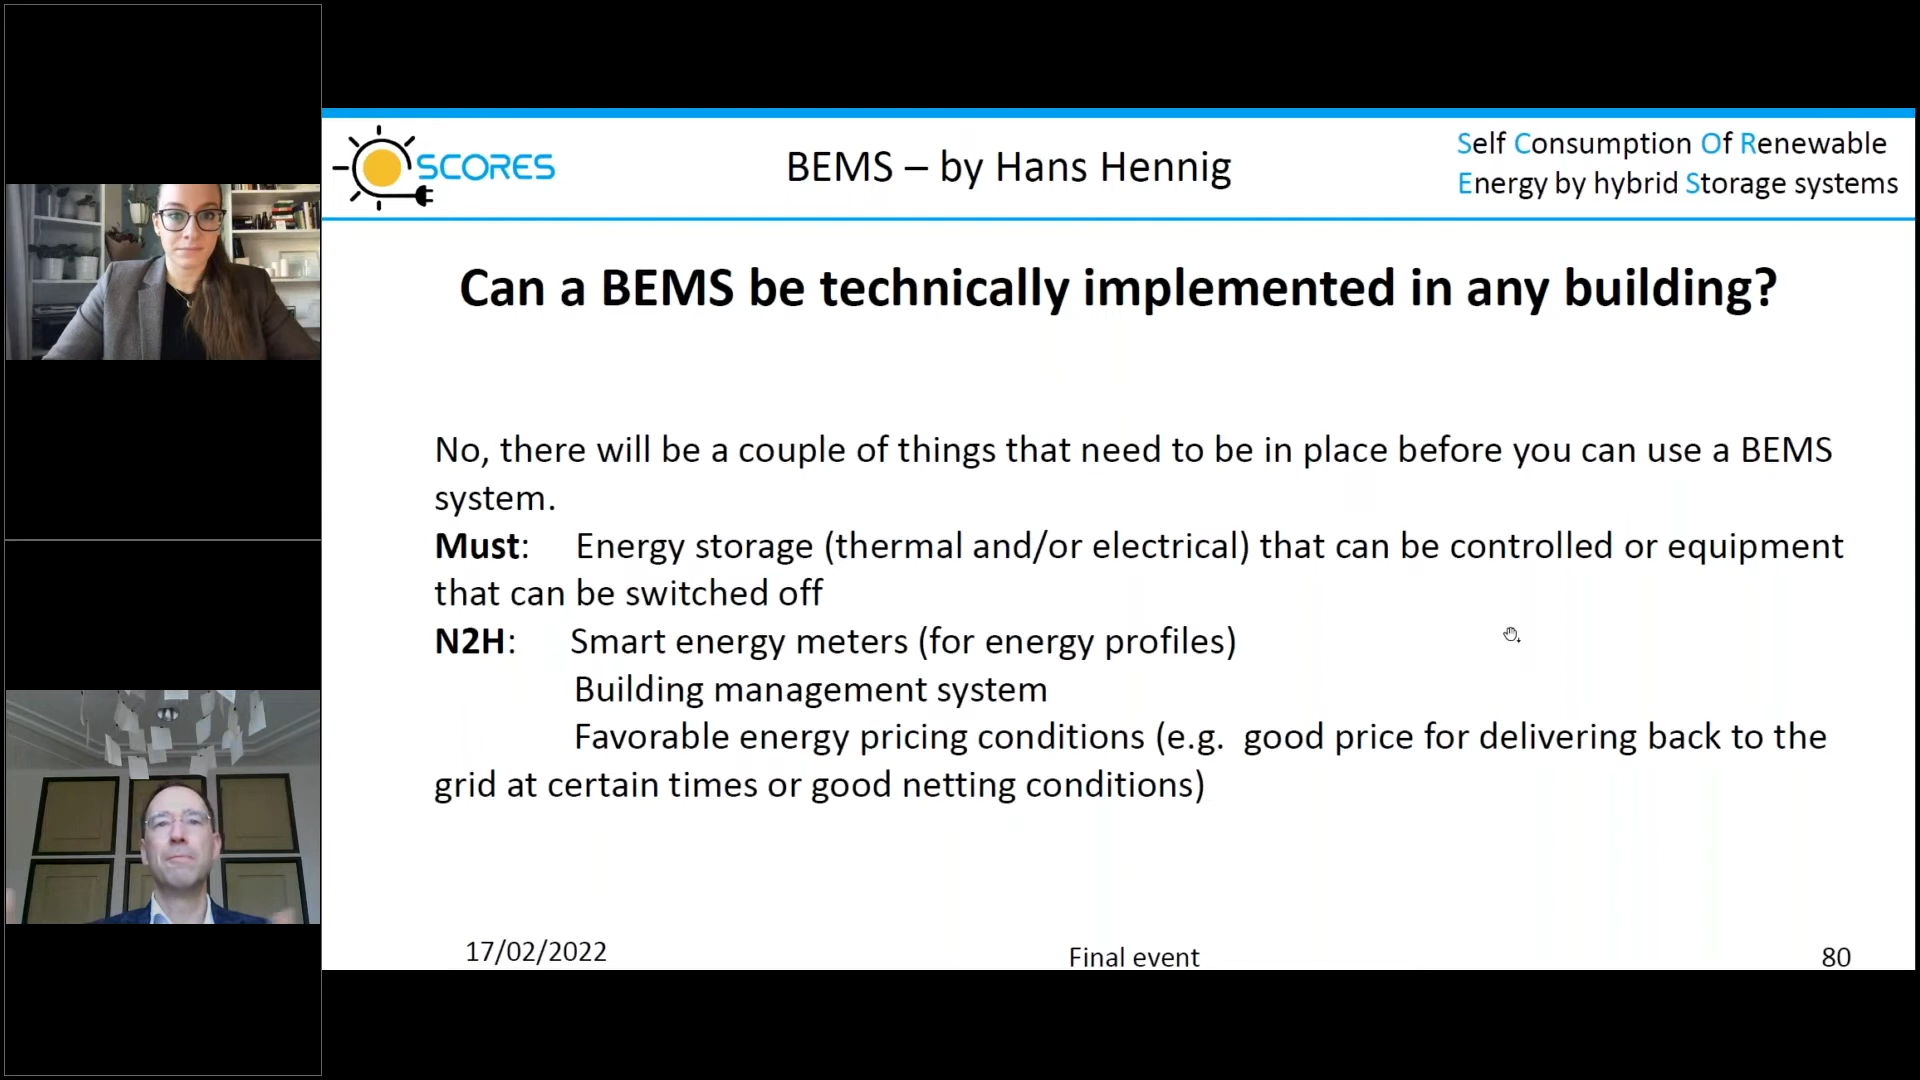 SCORES
BEMS – by Hans Hennig
Self Consumption Of Renewable
Energy by hybrid Storage systems
Can a BEMS be technically implemented in any building?
No, there will be a couple of things that need to be in place before you can use a BEMS
system.
Must: Energy storage (thermal and/or electrical) that can be controlled or equipment
that can be switched off
N2H: Smart energy meters (for energy profiles)
Building management system
Favorable energy pricing conditions (e.g. good price for delivering back to the
grid at certain times or good netting conditions)
17/02/2022
Final event
80